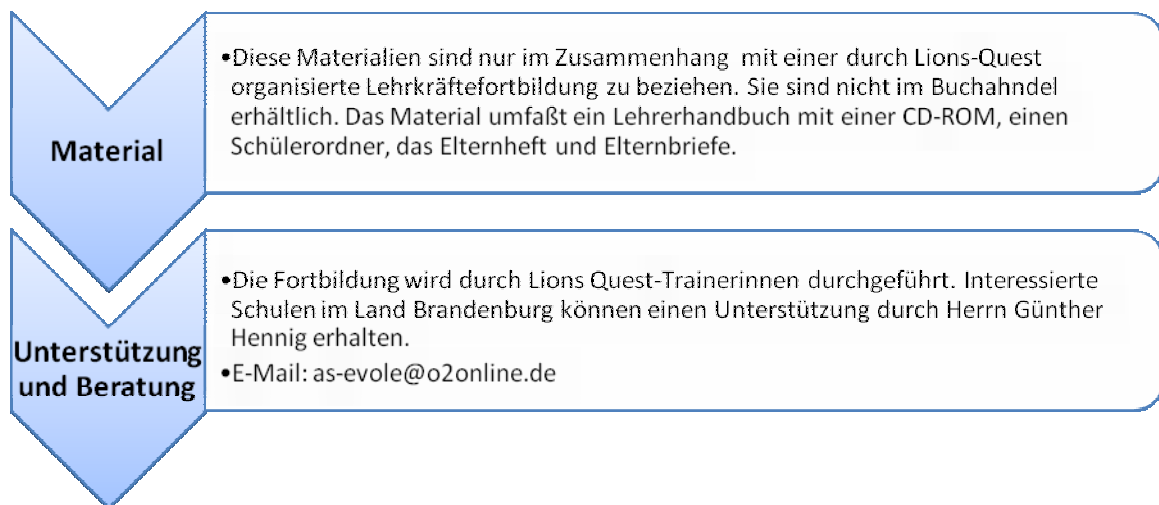 Material
•Diese Materialien sind nur im Zusammenhang mit einer durch Lions-Quest
organisierte Lehrkräftefortbildung zu beziehen. Sie sind nicht im Buchahndel
erhältlich. Das Material umfaßt ein Lehrerhandbuch mit einer CD-ROM, einen
Schülerordner, das Elternheft und Elternbriefe.
Unterstützung
und Beratung
•Die Fortbildung wird durch Lions Quest-Trainerinnen durchgeführt. Interessierte
Schulen im Land Brandenburg können einen Unterstützung durch Herrn Günther
Hennig erhalten.
•E-Mail: as-evole@o2online.de